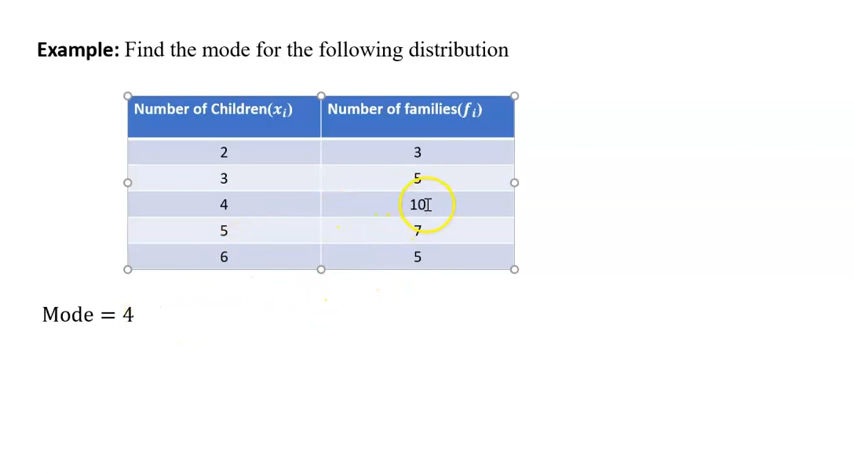 Example: Find the mode for the following distribution
Number of Children(xᵢ) Number of families(fᵢ)
2 3
3 5
4 10
5 7
6 5
Mode = 4